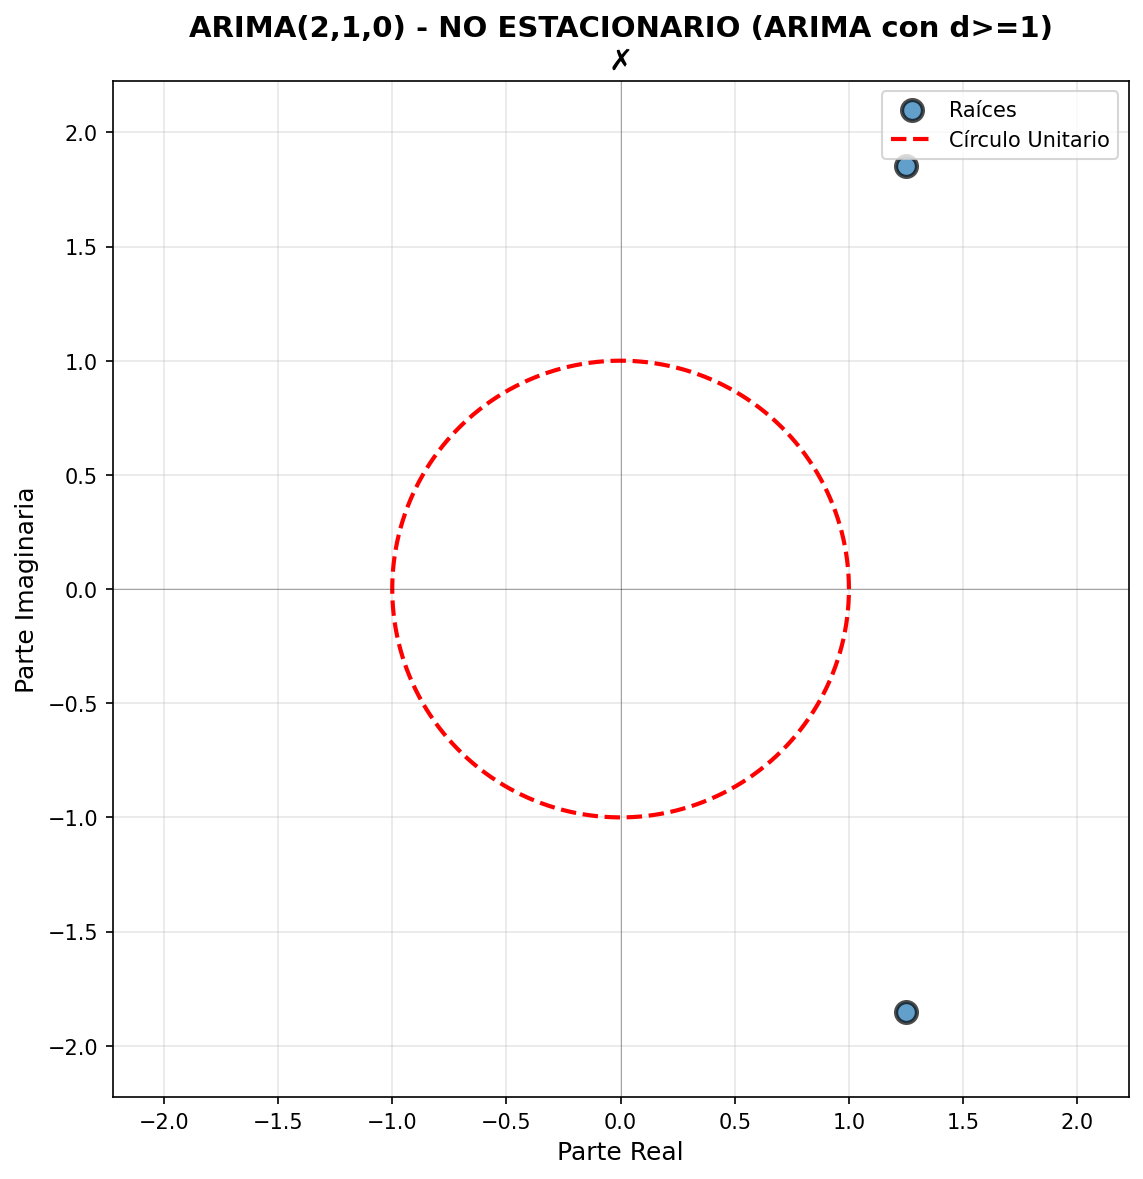 ARIMA(2,1,0) - NO ESTACIONARIO (ARIMA con d>=1)
✗
Raíces
Círculo Unitario
2.0
1.5
1.0
0.5
0.0
−0.5
−1.0
−1.5
−2.0
Parte Imaginaria
−2.0 −1.5 −1.0 −0.5 0.0 0.5 1.0 1.5 2.0
Parte Real